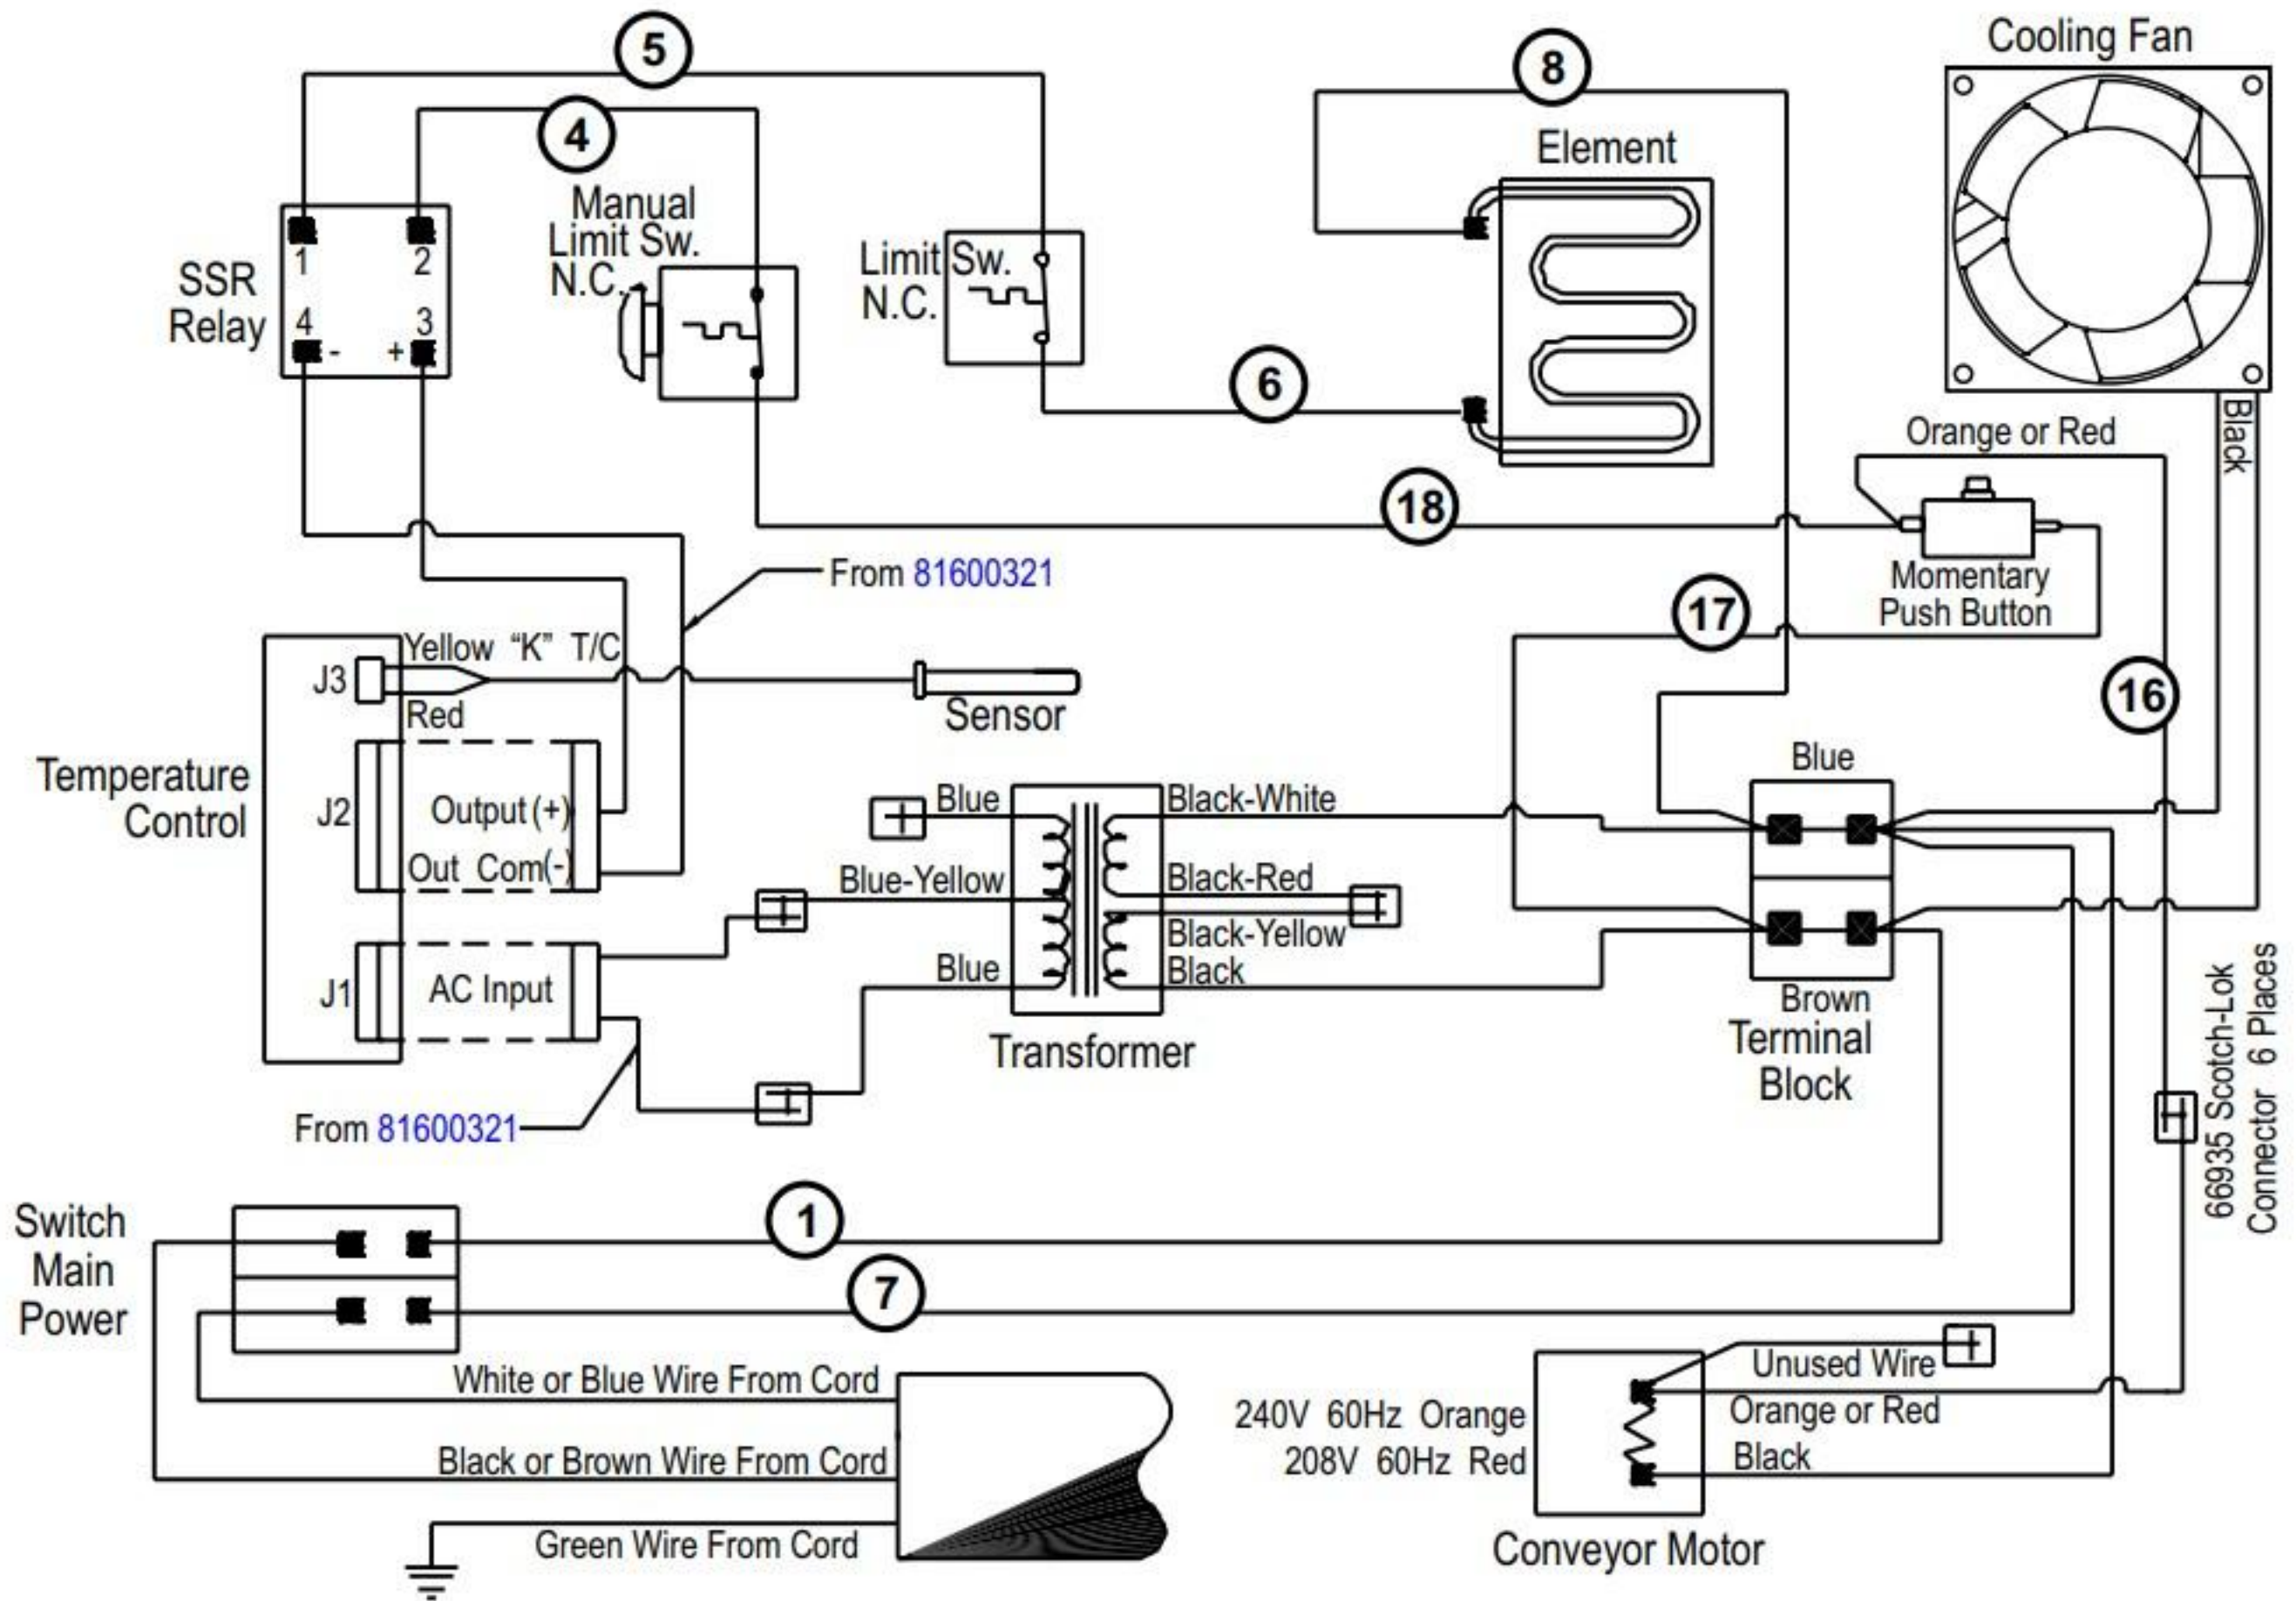 Cooling Fan
5
8
4
Element
Manual
Limit Sw.
N.C.
1
2
SSR
Relay
4
3
-
+
Limit Sw.
N.C.
6
Black
Orange or Red
18
Momentary
Push Button
From 81600321
17
16
Yellow "K" T/C
J3
Red
Sensor
Temperature
Control
J2
Output (+)
Out Com(-)
J1
AC Input
Blue
Blue-Yellow
Blue
Black-White
Black-Red
Black-Yellow
Black
Transformer
Blue
Brown
Terminal
Block
From 81600321
66935 Scotch-Lok
Connector 6 Places
Switch
Main
Power
1
7
White or Blue Wire From Cord
Black or Brown Wire From Cord
Green Wire From Cord
240V 60Hz Orange
208V 60Hz Red
Unused Wire
Orange or Red
Black
Conveyor Motor